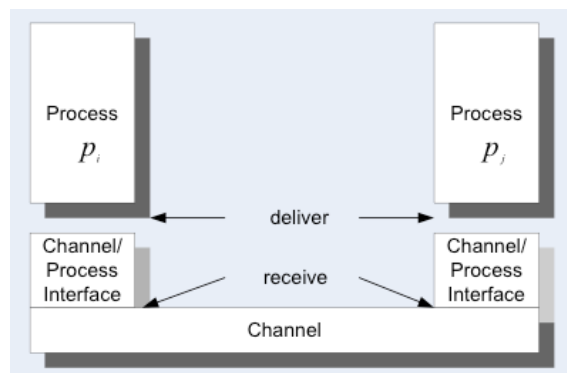 Process
p_i
Process
p_j
deliver
Channel/
Process
Interface
receive
Channel/
Process
Interface
Channel